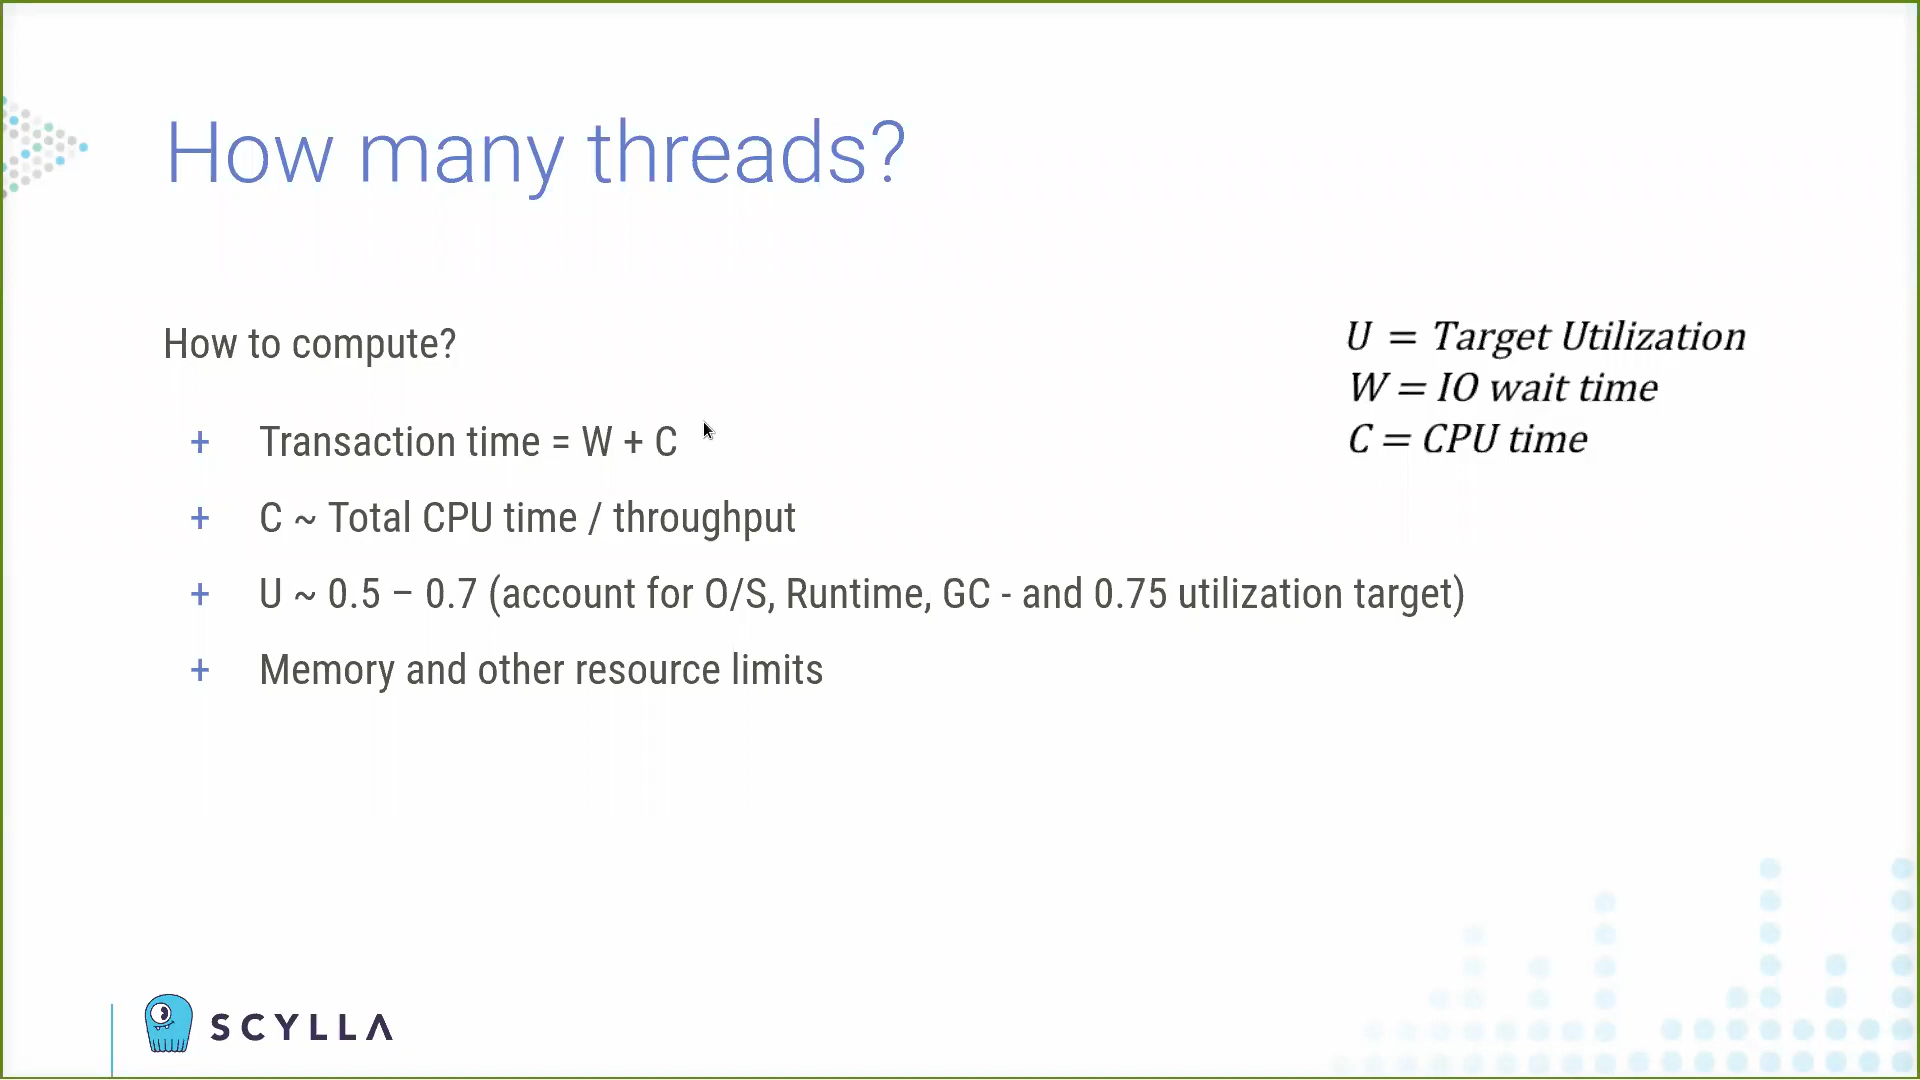 How many threads?
How to compute?
U = Target Utilization
W = IO wait time
C = CPU time
+ Transaction time = W + C
+ C ~ Total CPU time / throughput
+ U ~ 0.5 – 0.7 (account for O/S, Runtime, GC - and 0.75 utilization target)
+ Memory and other resource limits
SCYLLA